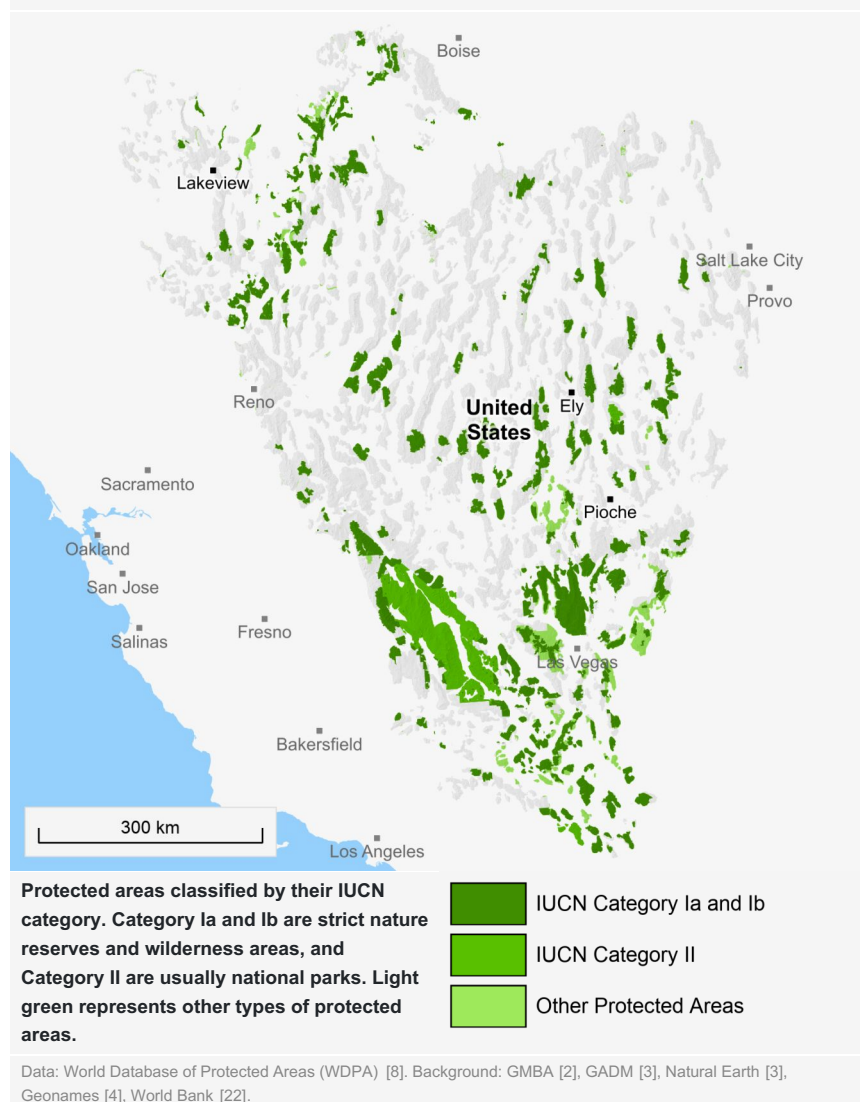 Boise
Lakeview
Salt Lake City
Provo
Reno
United
States
Ely
Sacramento
Pioche
Oakland
San Jose
Salinas
Fresno
Las Vegas
Bakersfield
300 km
Los Angeles
Protected areas classified by their IUCN
category. Category Ia and Ib are strict nature
reserves and wilderness areas, and
Category II are usually national parks. Light
green represents other types of protected
areas.
IUCN Category Ia and Ib
IUCN Category II
Other Protected Areas
Data: World Database of Protected Areas (WDPA) [8]. Background: GMBA [2], GADM [3], Natural Earth [3],
Geonames [4], World Bank [22].